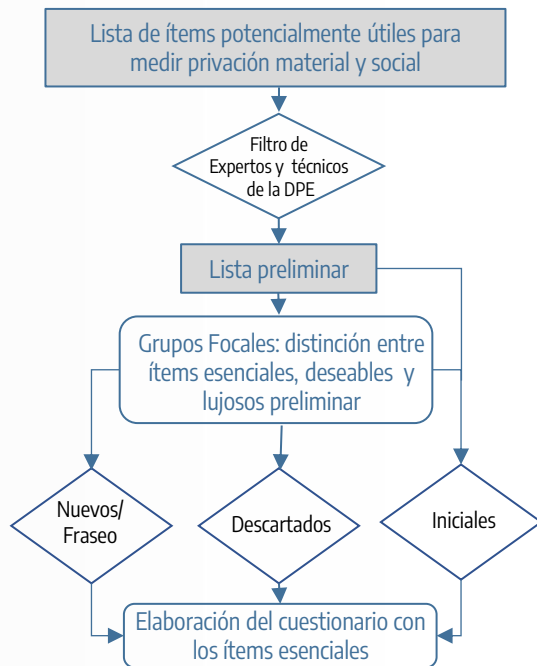 Lista de ítems potencialmente útiles para
medir privación material y social
Filtro de
Expertos y técnicos
de la DPE
Lista preliminar
Grupos Focales: distinción entre
ítems esenciales, deseables y
lujosos preliminar
Nuevos/
Fraseo
Descartados
Iniciales
Elaboración del cuestionario con
los ítems esenciales